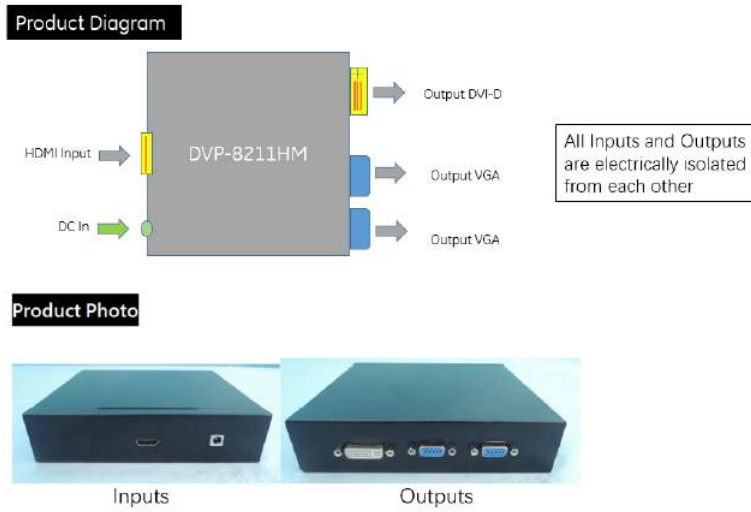 Product Diagram
Output DVI-D
HDMI Input
DVP-8211HM
Output VGA
DC In
Output VGA
All Inputs and Outputs
are electrically isolated
from each other
Product Photo
Inputs
Outputs